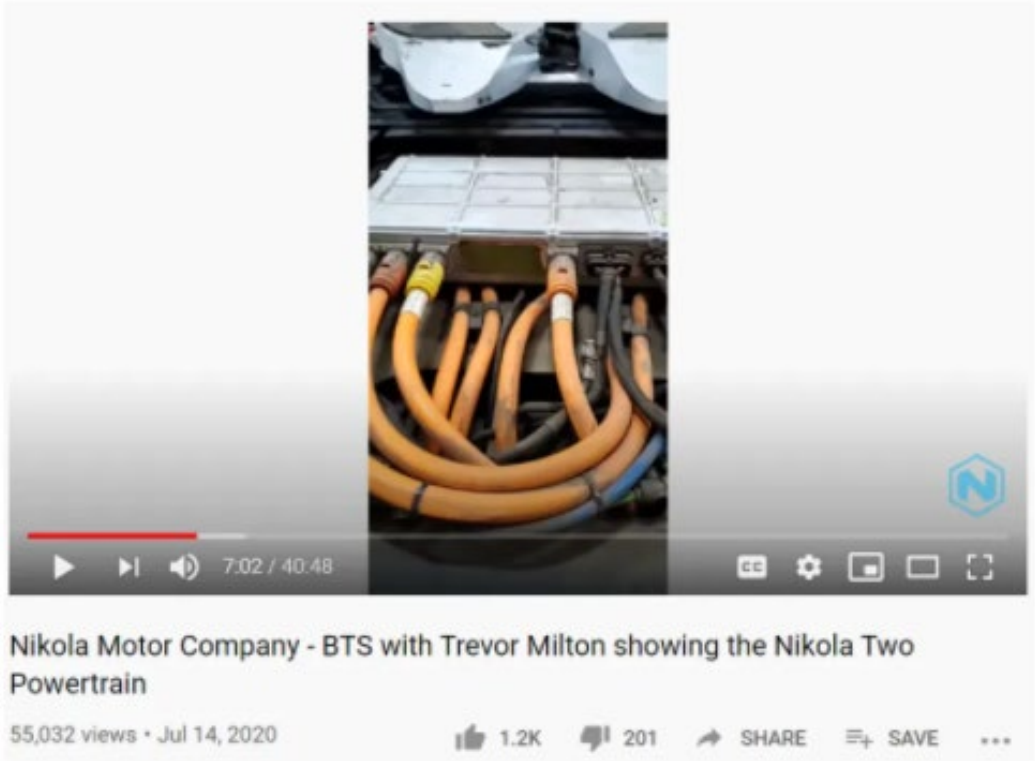 N
7:02 / 40:48
CC
Nikola Motor Company - BTS with Trevor Milton showing the Nikola Two
Powertrain
55,032 views • Jul 14, 2020 1.2K 201 SHARE SAVE